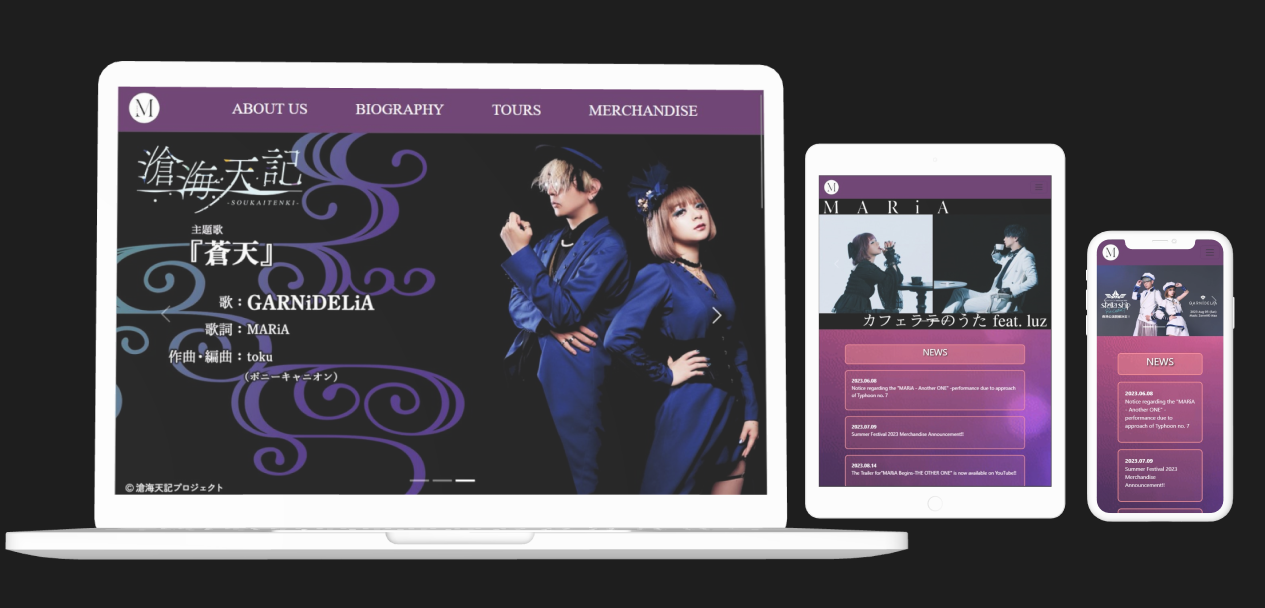 M
ABOUT US
BIOGRAPHY
TOURS
MERCHANDISE
滄海天記
-SOUKAITENKI-
主題歌
『蒼天』
歌：GARNiDELiA
歌詞：MARiA
作曲・編曲：toku
（ポニーキャニオン）
©滄海天記プロジェクト
M
MARiA
カフェラテのうた feat. luz
NEWS
2023.06.08
Notice regarding the "MARiA - Another ONE" -performance due to approach
of Typhoon no. 7
2023.07.09
Summer Festival 2023 Merchandise Announcement!!
2023.08.14
The Trailer for"MARiA Begins-THE OTHER ONE" is now available on YouTube!!
M
stellaship
GARNiDELiA
NEWS
2023.06.08
Notice regarding the "MARiA
- Another ONE" -
performance due to
approach of Typhoon no. 7
2023.07.09
Summer Festival 2023
Merchandise
Announcement!!